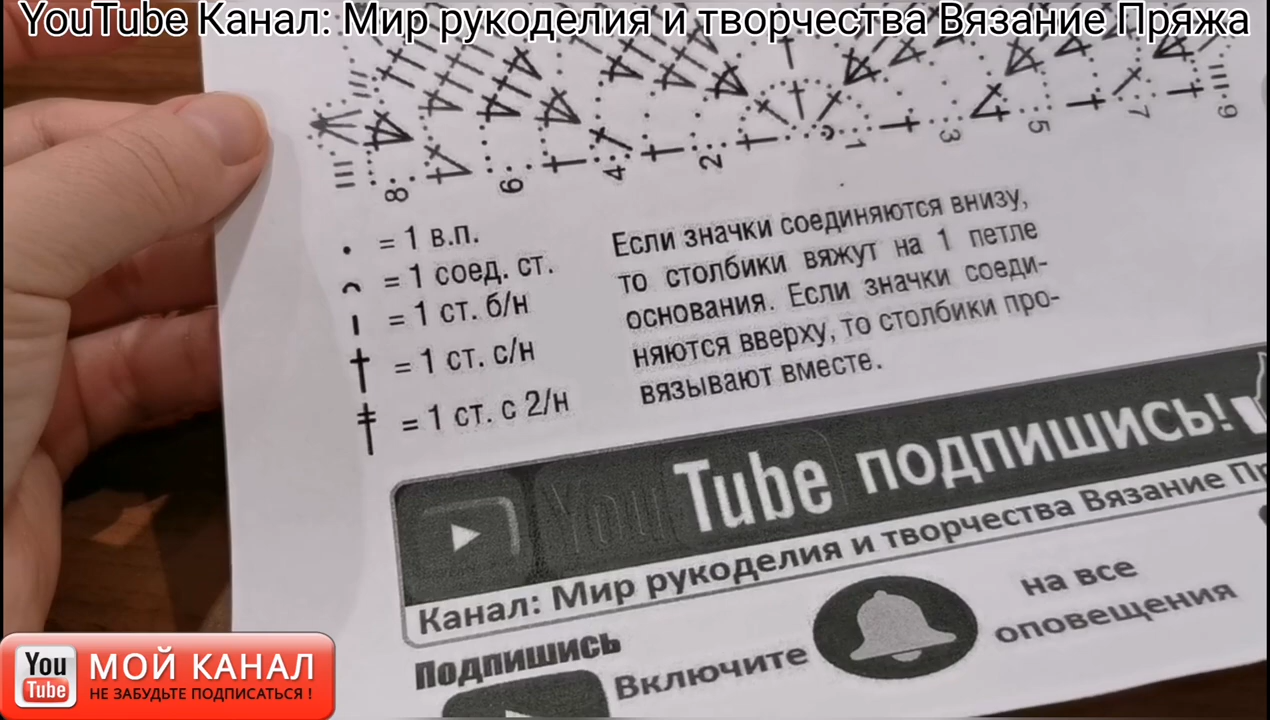 YouTube Канал: Мир рукоделия и творчества Вязание Пряжа
8 6 4 2 1 3 5 7 9
= 1 в.п.
= 1 соед. ст.
= 1 ст. б/н
= 1 ст. с/н
= 1 ст. с 2/н
Если значки соединяются внизу,
то столбики вяжут на 1 петле
основания. Если значки соеди-
няются вверху, то столбики про-
вязывают вместе.
You Tube ПОДПИШИСЬ!
Канал: Мир рукоделия и творчества Вязание Пр
Подпишись
Включите
на все
оповещения
You Tube
МОЙ КАНАЛ
НЕ ЗАБУДЬТЕ ПОДПИСАТЬСЯ !